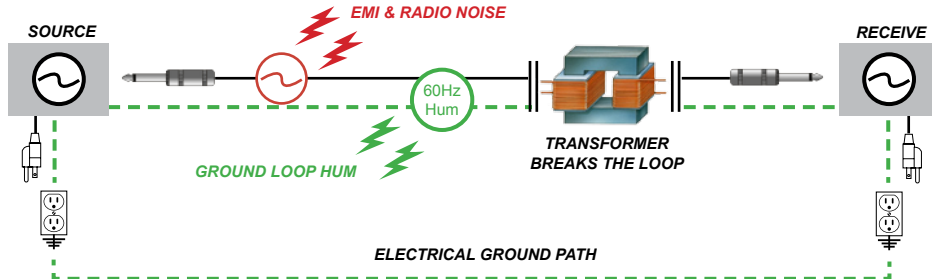 EMI & RADIO NOISE
SOURCE
RECEIVE
60Hz
Hum
TRANSFORMER
BREAKS THE LOOP
GROUND LOOP HUM
ELECTRICAL GROUND PATH